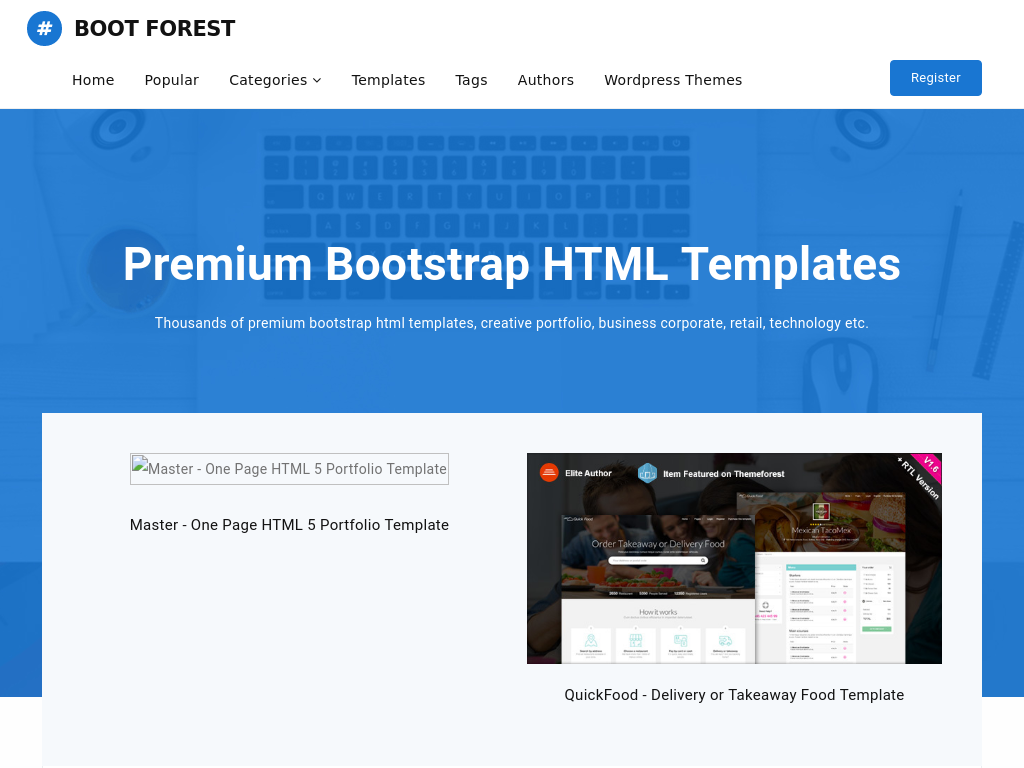 # BOOT FOREST
Home Popular Categories Templates Tags Authors Wordpress Themes Register
Premium Bootstrap HTML Templates
Thousands of premium bootstrap html templates, creative portfolio, business corporate, retail, technology etc.
Master - One Page HTML 5 Portfolio Template
Master - One Page HTML 5 Portfolio Template
Elite Author Item Featured on Themeforest
V1.6
+ RTL Version
Quick Food
Order Takeaway or Delivery Food
Mexican TacoMex
How it works
QuickFood - Delivery or Takeaway Food Template